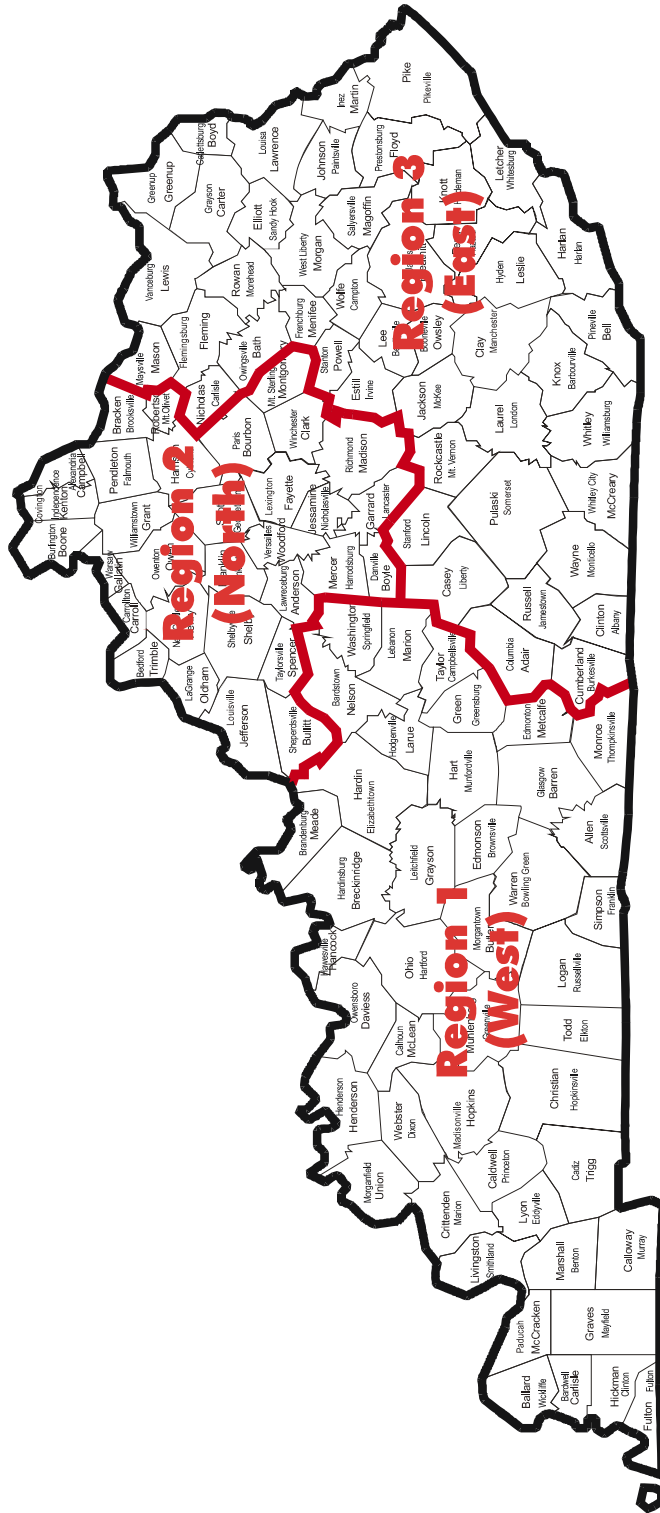 Region 1
(West)
Region 2
(North)
Region 3
(East)
Fulton
Fulton
Hickman
Clinton
Bardwell
Carlisle
Ballard
Wickliffe
Paducah
McCracken
Graves
Mayfield
Marshall
Benton
Calloway
Murray
Livingston
Smithland
Crittenden
Marion
Lyon
Eddyville
Caldwell
Princeton
Cadiz
Trigg
Morganfield
Union
Henderson
Henderson
Webster
Dixon
Madisonville
Hopkins
Christian
Hopkinsville
Owensboro
Daviess
Calhoun
McLean
Greenville
Todd
Elkton
Hawesville
Hancock
Ohio
Hartford
Morgantown
Logan
Russellville
Hardinsburg
Breckinridge
Brandenburg
Meade
Leitchfield
Grayson
Edmonson
Brownsville
Warren
Bowling Green
Simpson
Franklin
Allen
Scottsville
Hardin
Elizabethtown
Hodgenville
Larue
Hart
Munfordville
Glasgow
Barren
Edmonton
Metcalfe
Monroe
Thompkinsville
Green
Greensburg
Taylor
Campbellsville
Lebanon
Marion
Washington
Springfield
Bardstown
Nelson
Sheperdsville
Bullitt
Louisville
Jefferson
LaGrange
Oldham
Bedford
Trimble
Carrollton
Carroll
Warsaw
Gallatin
Burlington
Boone
Covington
Independence
Kenton
Alexandria
Campbell
Williamstown
Grant
Pendleton
Falmouth
Bracken
Brooksville
Robertson
Mt.Olivet
Owenton
Owen
Taylorsville
Spencer
Lawrenceburg
Anderson
Versailles
Woodford
Lexington
Fayette
Paris
Bourbon
Nicholas
Carlisle
Mt. Sterling
Montgomery
Winchester
Clark
Jessamine
Nicholasville
Mercer
Harrodsburg
Danville
Boyle
Garrard
Lancaster
Richmond
Madison
Maysville
Mason
Flemingsburg
Fleming
Vanceburg
Lewis
Greenup
Greenup
Grayson
Carter
Catlettsburg
Boyd
Louisa
Lawrence
Elliott
Sandy Hook
Rowan
Morehead
Owingsville
Bath
Frenchburg
Menifee
West Liberty
Morgan
Johnson
Paintsville
Inez
Martin
Salyersville
Magoffin
Wolfe
Campton
Stanton
Powell
Estill
Irvine
Lee
Owsley
Booneville
Prestonsburg
Floyd
Pike
Pikeville
Knott
Hindman
Letcher
Whitesburg
Hyden
Leslie
Harlan
Harlan
Clay
Manchester
Jackson
McKee
Rockcastle
Mt. Vernon
Laurel
London
Knox
Barbourville
Pineville
Bell
Whitley
Williamsburg
McCreary
Whitley City
Pulaski
Somerset
Stanford
Lincoln
Casey
Liberty
Wayne
Monticello
Russell
Jamestown
Clinton
Albany
Columbia
Adair
Cumberland
Burkesville